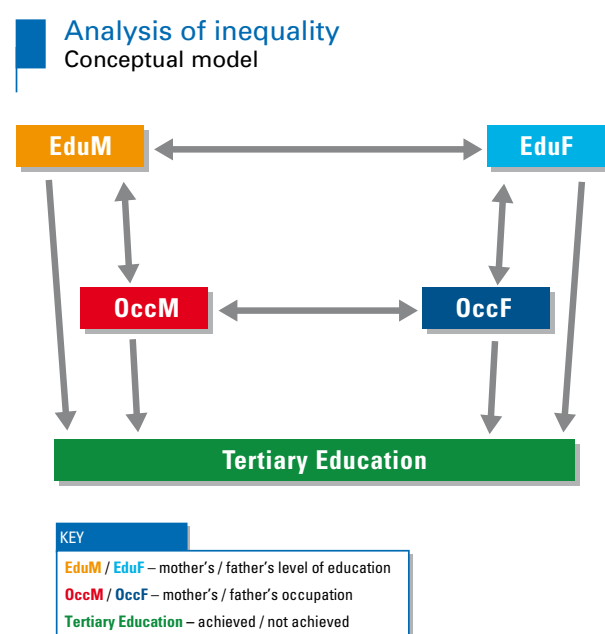 Analysis of inequality
Conceptual model
EduM
EduF
OccM
OccF
Tertiary Education
KEY
EduM / EduF – mother's / father's level of education
OccM / OccF – mother's / father's occupation
Tertiary Education – achieved / not achieved